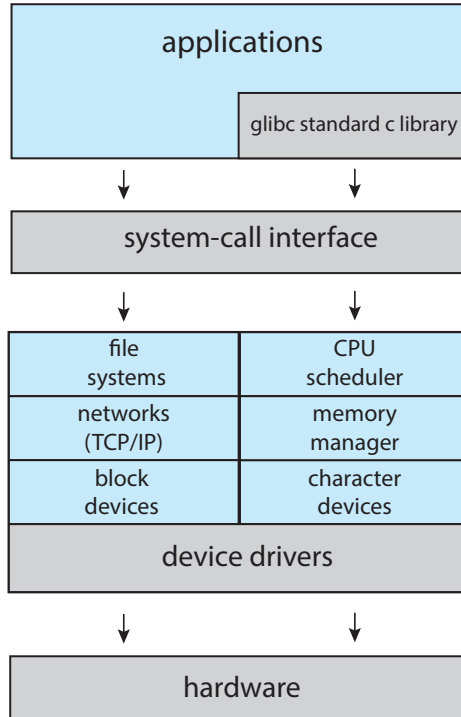 applications
glibc standard c library
system-call interface
file
systems
CPU
scheduler
networks
(TCP/IP)
memory
manager
block
devices
character
devices
device drivers
hardware